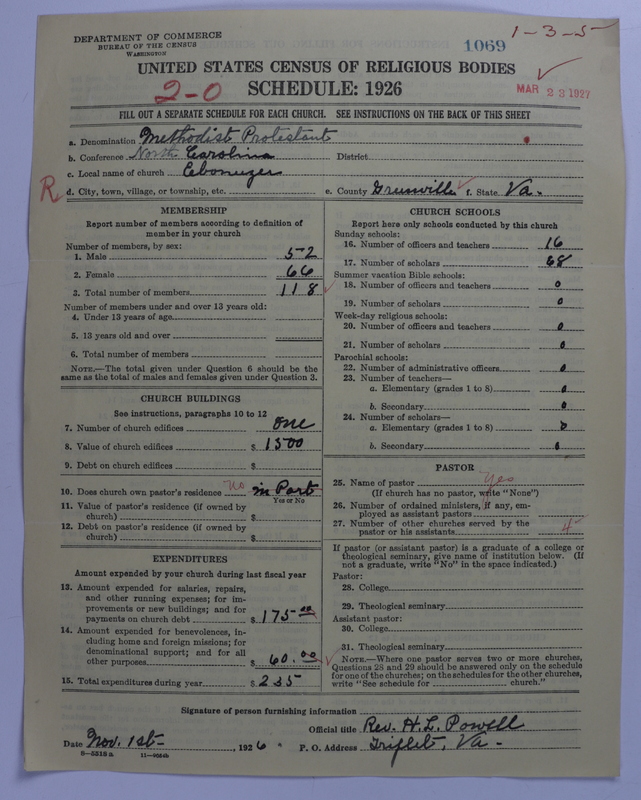 DEPARTMENT OF COMMERCE
BUREAU OF THE CENSUS
WASHINGTON
1069
1-3-5
UNITED STATES CENSUS OF RELIGIOUS BODIES
2-0
SCHEDULE: 1926
MAR 23 1927
FILL OUT A SEPARATE SCHEDULE FOR EACH CHURCH. SEE INSTRUCTIONS ON THE BACK OF THIS SHEET
a. Denomination Methodist Protestant
b. Conference North Carolina District
c. Local name of church Ebenezer
R d. City, town, village, or township, etc. e. County Greensville f. State Va.
MEMBERSHIP
Report number of members according to definition of
member in your church
Number of members, by sex:
1. Male 52
2. Female 66
3. Total number of members 118
Number of members under and over 13 years old:
4. Under 13 years of age
5. 13 years old and over
6. Total number of members
NOTE.—The total given under Question 6 should be the
same as the total of males and females given under Question 3.
CHURCH BUILDINGS
See instructions, paragraphs 10 to 12
7. Number of church edifices one
8. Value of church edifices $ 1500
9. Debt on church edifices $
10. Does church own pastor's residence no in Part
Yes or No
11. Value of pastor's residence (if owned by
church) $
12. Debt on pastor's residence (if owned by
church) $
EXPENDITURES
Amount expended by your church during last fiscal year
13. Amount expended for salaries, repairs,
and other running expenses; for im-
provements or new buildings; and for
payments on church debt $ 175.00
14. Amount expended for benevolences, in-
cluding home and foreign missions; for
denominational support; and for all
other purposes $ 60.00
15. Total expenditures during year $ 235
CHURCH SCHOOLS
Report here only schools conducted by this church
Sunday schools:
16. Number of officers and teachers 16
17. Number of scholars 68
Summer vacation Bible schools:
18. Number of officers and teachers 0
19. Number of scholars 0
Week-day religious schools:
20. Number of officers and teachers 0
21. Number of scholars 0
Parochial schools:
22. Number of administrative officers 0
23. Number of teachers—
a. Elementary (grades 1 to 8) 0
b. Secondary 0
24. Number of scholars—
a. Elementary (grades 1 to 8) 0
b. Secondary 0
PASTOR
25. Name of pastor Yes
(If church has no pastor, write "None")
26. Number of ordained ministers, if any, em-
ployed as assistant pastors
27. Number of other churches served by the
pastor or his assistants 4
If pastor (or assistant pastor) is a graduate of a college or
theological seminary, give name of institution below. (If
not a graduate, write "No" in the space indicated.)
Pastor:
28. College
29. Theological seminary
Assistant pastor:
30. College
31. Theological seminary
NOTE.—Where one pastor serves two or more churches,
Questions 28 and 29 should be answered only on the schedule
for one of the churches; on the schedules for the other churches,
write "See schedule for church."
Signature of person furnishing information
Official title Rev. H. L. Powell
Date Nov. 1st, 1926 P. O. Address Triplet, Va.
8-5515a 11-9684b